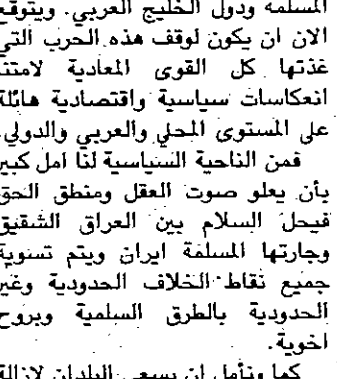 المسلمة ودول الخليج العربي. ويتوقع
الان ان يكون لوقف هذه الحرب التي
غذتها كل القوى المعادية لامتنا
انعكاسات سياسية واقتصادية هائلة
على المستوى المحلي والعربي والدولي.
فمن الناحية السياسية لنا امل كبير
بأن يعلو صوت العقل ومنطق الحق
فيحل السلام بين العراق الشقيق
وجارتها المسلمة ايران ويتم تسوية
جميع نقاط الخلاف الحدودية وغير
الحدودية بالطرق السلمية وبروح
اخوية.
كما ونأمل ان يسعى البلدان لازالة